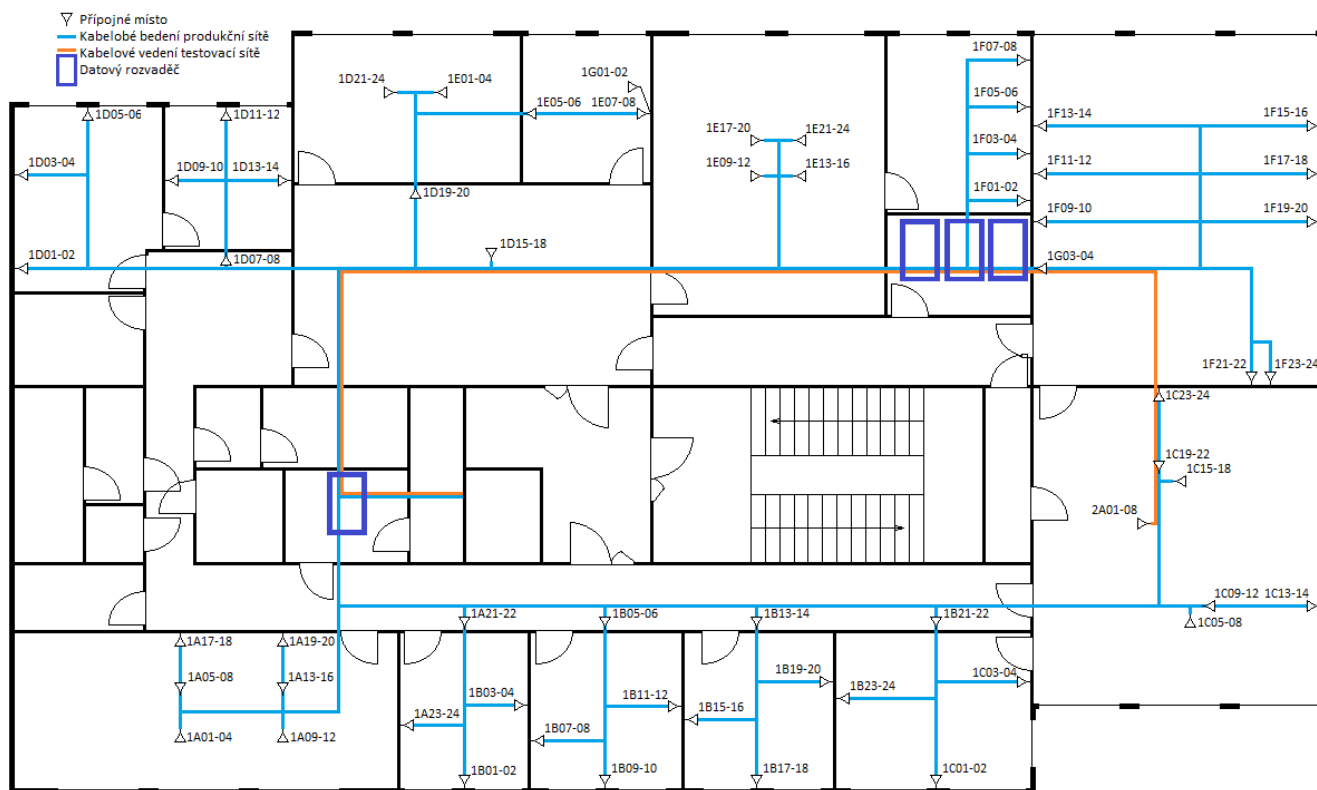 Přípojné místo
Kabelobé bedení produkční sítě
Kabelové vedení testovací sítě
Datový rozvaděč
1F07-08
1D21-24
1E01-04
1G01-02
1F05-06
1D05-06
1D11-12
1E05-06
1E07-08
1F13-14
1F15-16
1E17-20
1E21-24
1F03-04
1D03-04
1D09-10
1D13-14
1E09-12
1E13-16
1F11-12
1F17-18
1D19-20
1F01-02
1F09-10
1F19-20
1D01-02
1D07-08
1D15-18
1G03-04
1F21-22
1F23-24
1C23-24
1C19-22
1C15-18
2A01-08
1A21-22
1B05-06
1B13-14
1B21-22
1C09-12
1C13-14
1C05-08
1A17-18
1A19-20
1A05-08
1A13-16
1B03-04
1B11-12
1B19-20
1B23-24
1C03-04
1A23-24
1B07-08
1B15-16
1A01-04
1A09-12
1B01-02
1B09-10
1B17-18
1C01-02